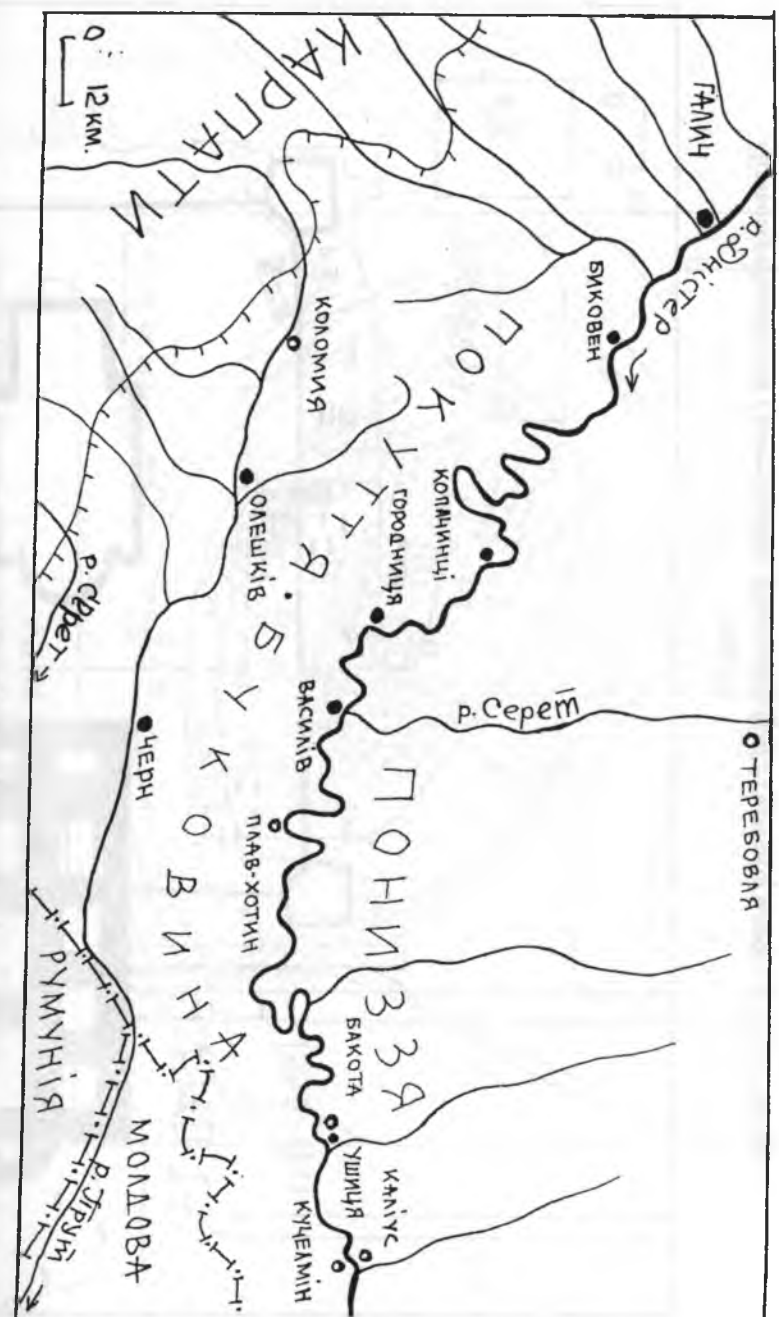 ГАЛИЧ
р. Дністер
БИКОВЕН
КОПАЧИНЦІ
ГОРОДНИЦЯ
ВАСИЛІВ
р. Серет
ТЕРЕБОВЛЯ
ПЛАВ-ХОТИН
БАКОТА
УШИЦЯ
КАЛІУС
КУЧЕЛМІН
ПОНИЗЗЯ
ПОКУТТЯ
БУКОВИНА
КАРПАТИ
КОЛОМИЯ
ОЛЕШКІВ
ЧЕРН
р. Серет
РУМУНІЯ
МОЛДОВА
р. Прут
0 12 км.